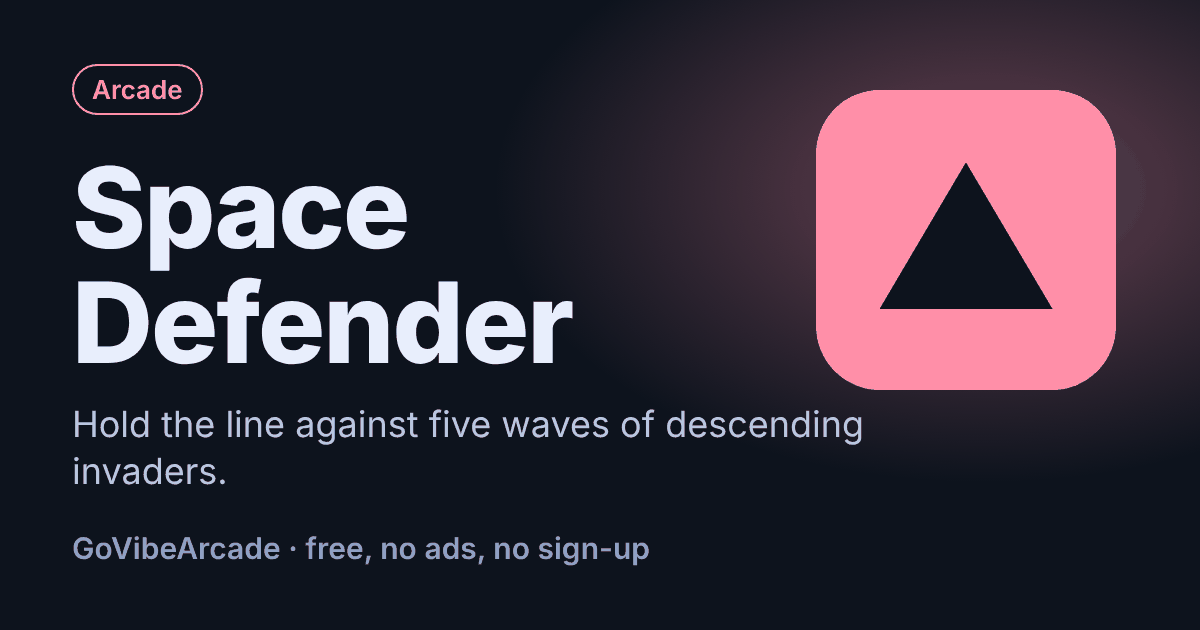 Arcade
Space
Defender
Hold the line against five waves of descending
invaders.
GoVibeArcade · free, no ads, no sign-up